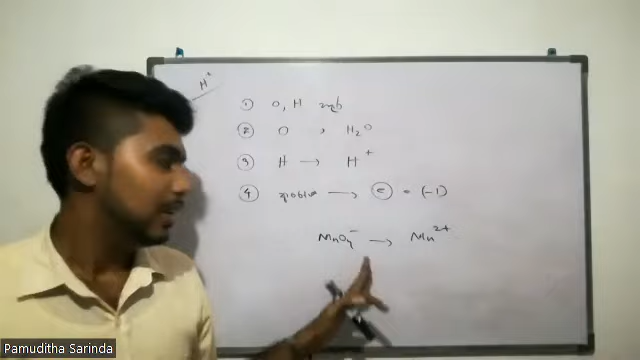 H⁺
① O, H
② O , H₂O
③ H → H⁺
④ → ⓔ = (-1)
MnO₄⁻ → Mn²⁺
Pamuditha Sarinda